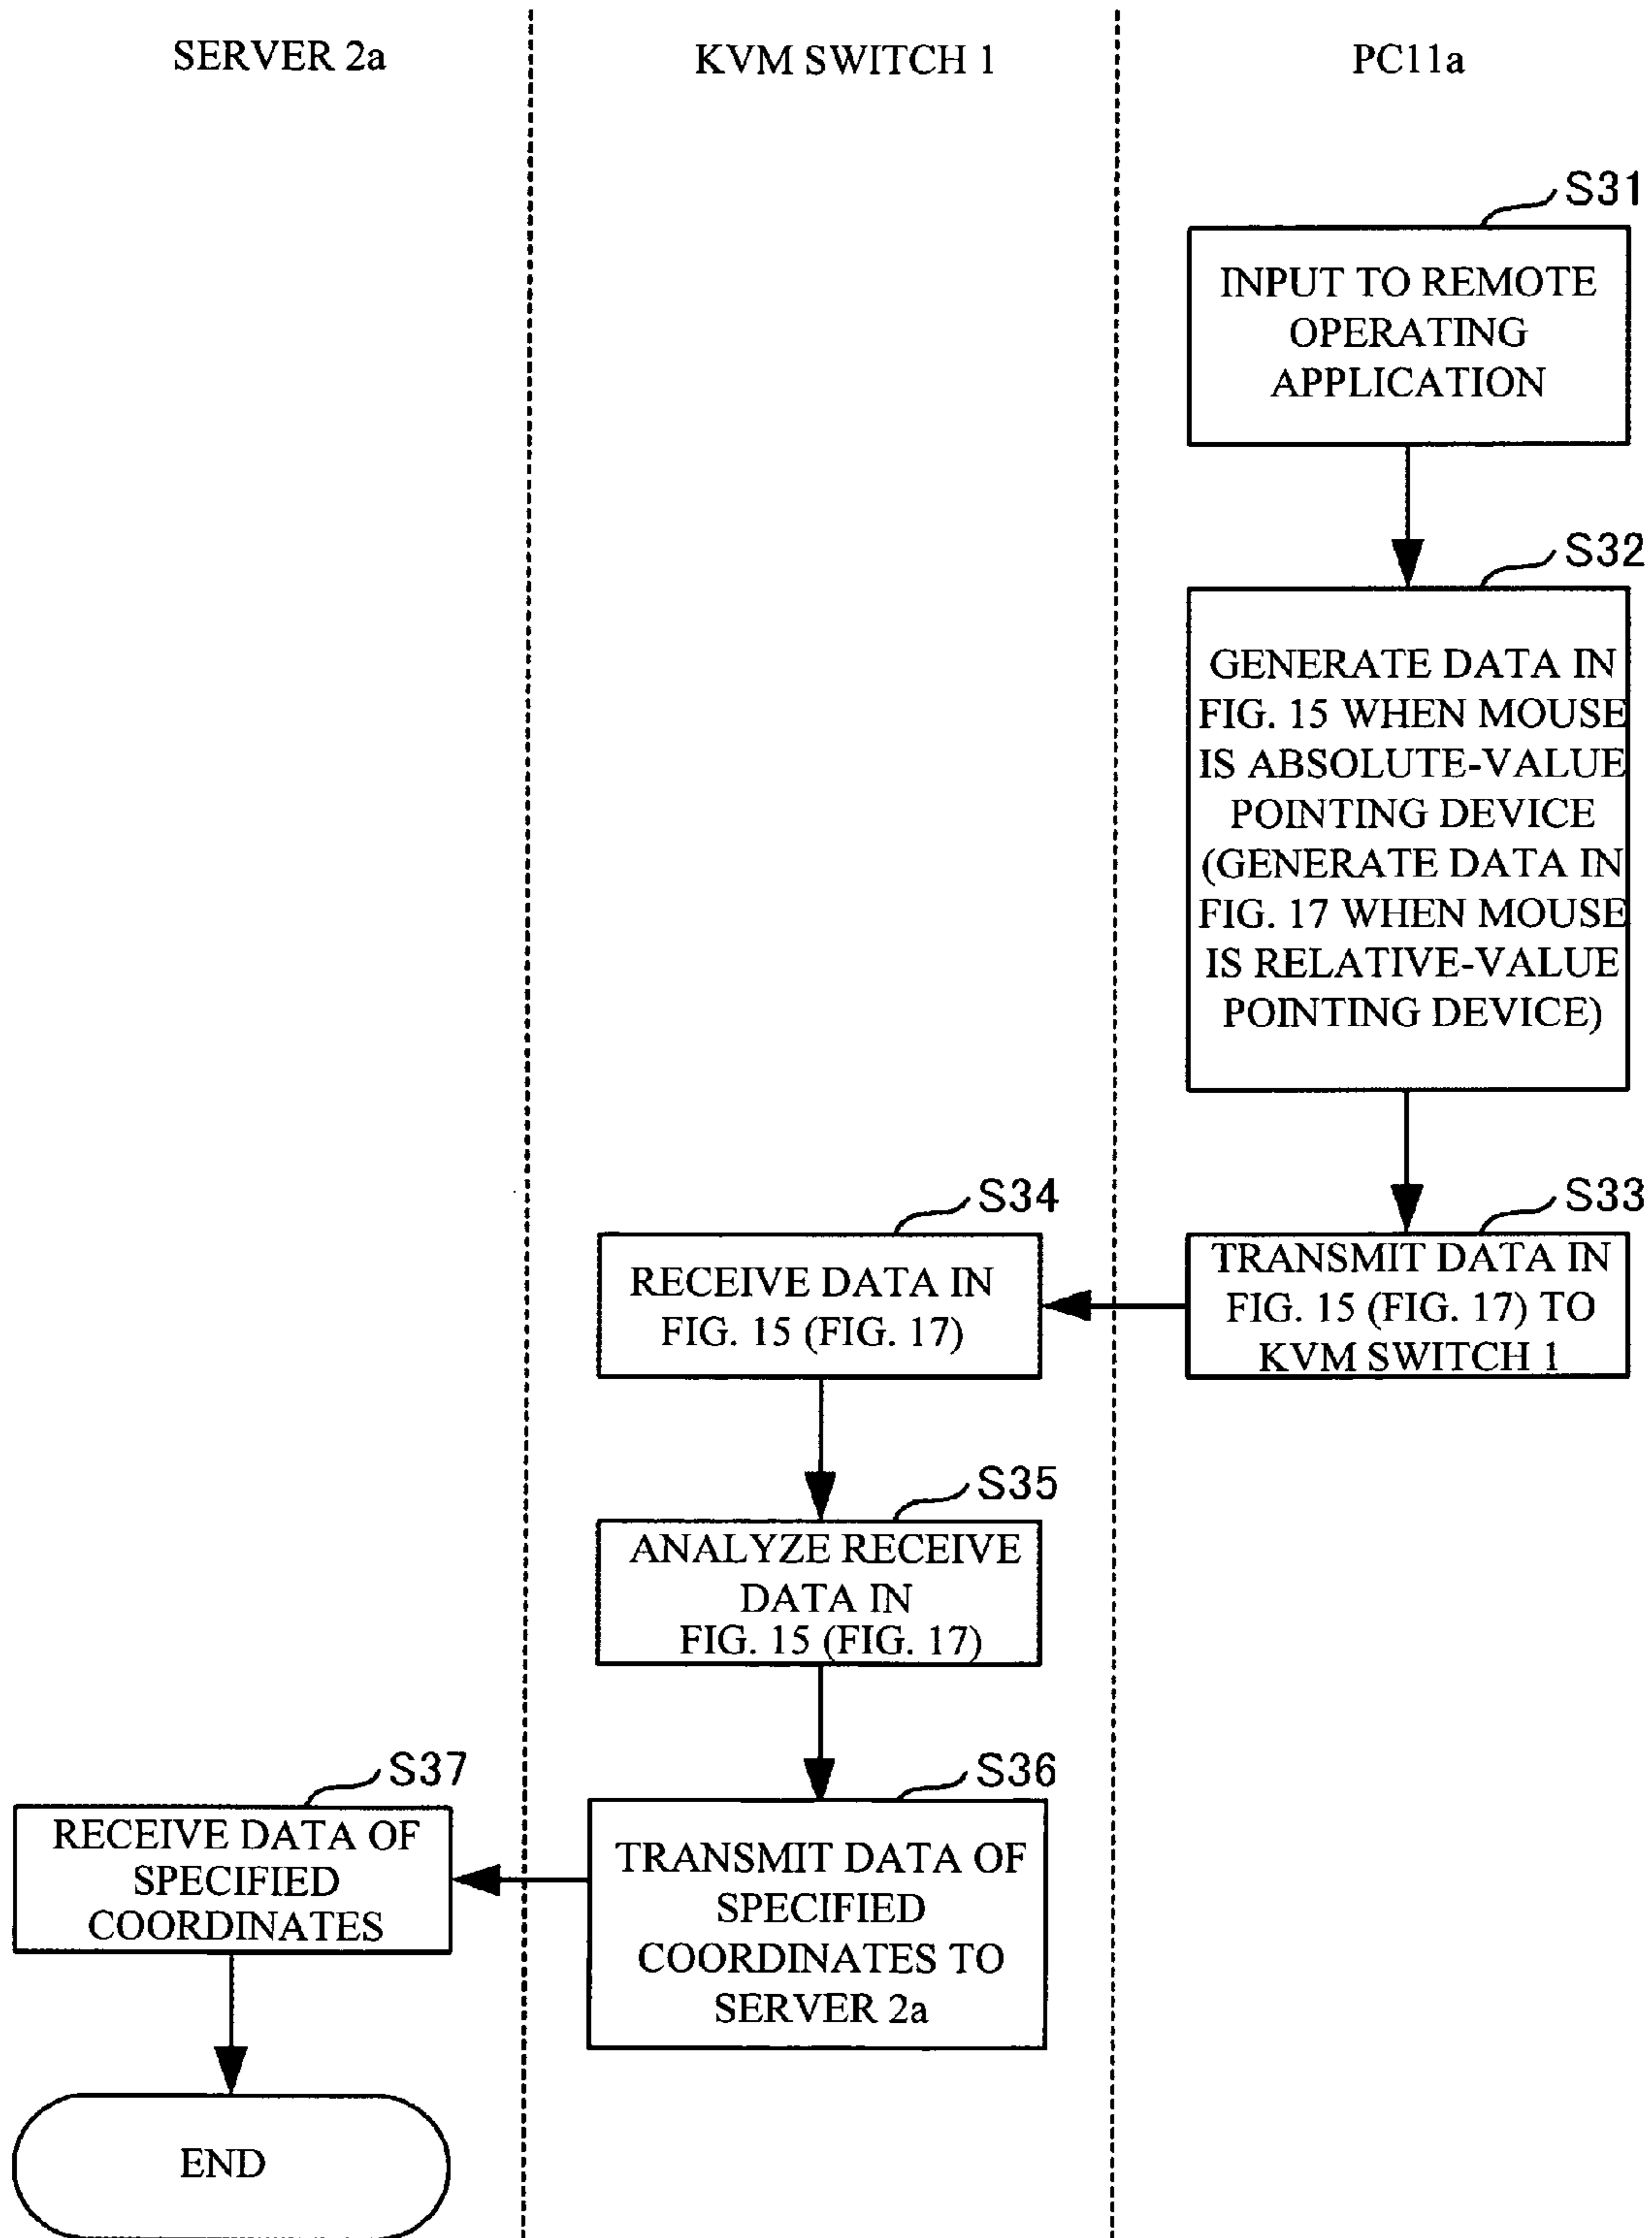 SERVER 2a
KVM SWITCH 1
PC11a
S31
INPUT TO REMOTE
OPERATING
APPLICATION
S32
GENERATE DATA IN
FIG. 15 WHEN MOUSE
IS ABSOLUTE-VALUE
POINTING DEVICE
(GENERATE DATA IN
FIG. 17 WHEN MOUSE
IS RELATIVE-VALUE
POINTING DEVICE)
S33
TRANSMIT DATA IN
FIG. 15 (FIG. 17) TO
KVM SWITCH 1
S34
RECEIVE DATA IN
FIG. 15 (FIG. 17)
S35
ANALYZE RECEIVE
DATA IN
FIG. 15 (FIG. 17)
S36
TRANSMIT DATA OF
SPECIFIED
COORDINATES TO
SERVER 2a
S37
RECEIVE DATA OF
SPECIFIED
COORDINATES
END